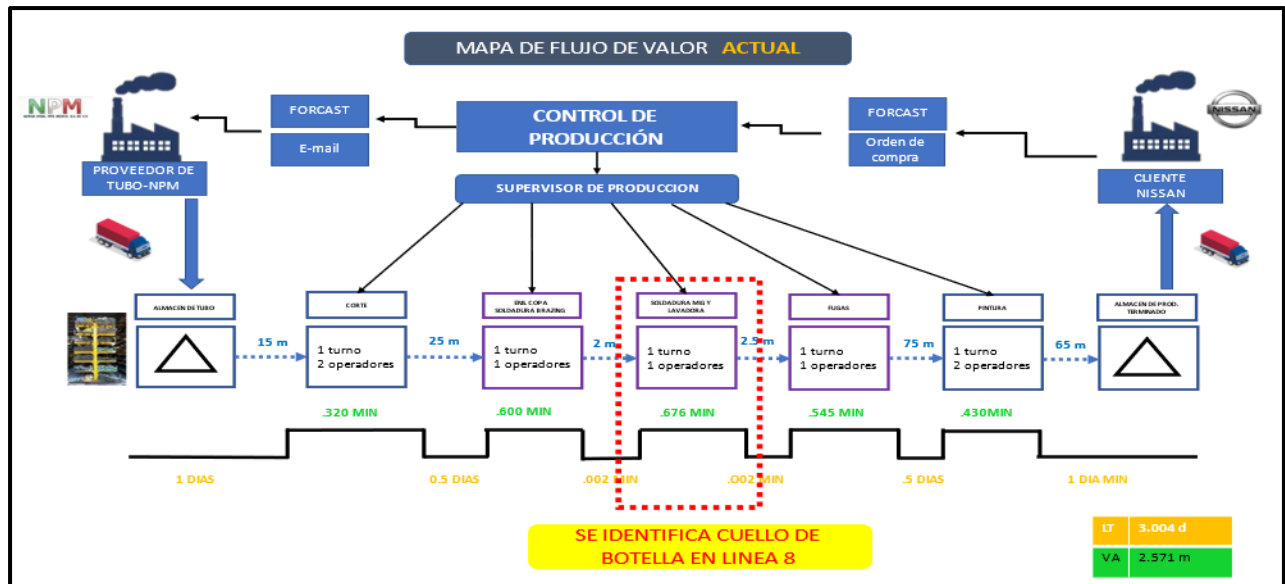 MAPA DE FLUJO DE VALOR ACTUAL
NPM
FORCAST
E-mail
CONTROL DE
PRODUCCIÓN
FORCAST
Orden de
compra
NISSAN
PROVEEDOR DE
TUBO-NPM
SUPERVISOR DE PRODUCCION
CLIENTE
NISSAN
ALMACEN DE TUBO
CORTE
ENS. COPA
SOLDADURA BRAZING
SOLDADURA MIG Y
LAVADORA
FUGAS
PINTURA
ALMACEN DE PROD.
TERMINADO
15 m
1 turno
2 operadores
25 m
1 turno
1 operadores
2 m
1 turno
1 operadores
2.5 m
1 turno
1 operadores
75 m
1 turno
2 operadores
65 m
.320 MIN
.600 MIN
.676 MIN
.545 MIN
.430MIN
1 DIAS
0.5 DIAS
.002 MIN
.002 MIN
.5 DIAS
1 DIA MIN
SE IDENTIFICA CUELLO DE
BOTELLA EN LINEA 8
LT 3.004 d
VA 2.571 m